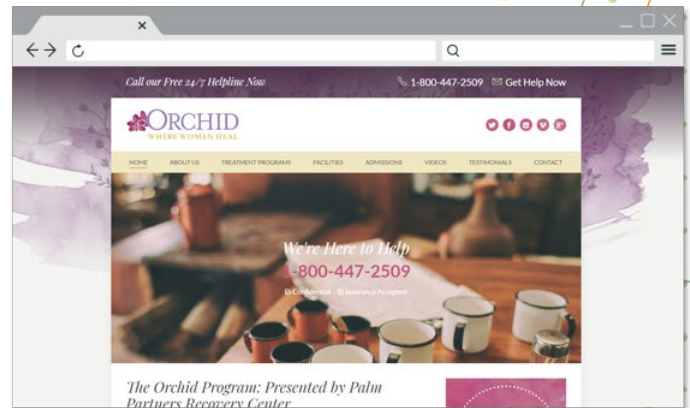 Call our Free 24/7 Helpline Now
1-800-447-2509 Get Help Now
ORCHID
WHERE WOMEN HEAL
HOME ABOUT US TREATMENT PROGRAMS FACILITIES ADMISSIONS VIDEOS TESTIMONIALS CONTACT
We're Here to Help
1-800-447-2509
Confidential Insurance Accepted
The Orchid Program: Presented by Palm
Partners Recovery Center